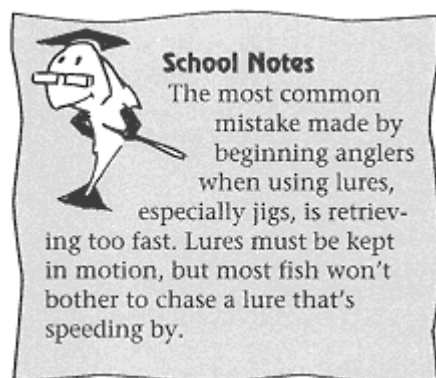 School Notes
The most common
mistake made by
beginning anglers
when using lures,
especially jigs, is retriev-
ing too fast. Lures must be kept
in motion, but most fish won't
bother to chase a lure that's
speeding by.